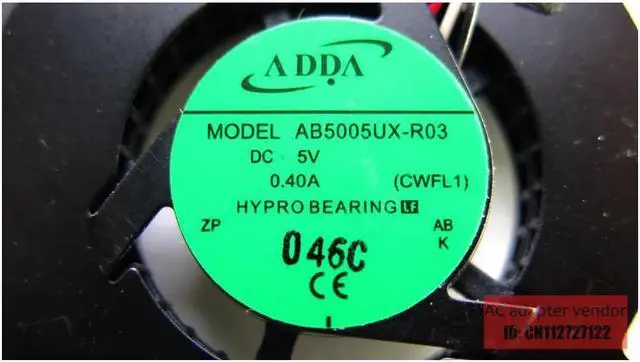 ADDA
MODEL AB5005UX-R03
DC 5V
0.40A (CWFL1)
HYPRO BEARING LF
ZP AB
K
046C
CE
AC adapter vendor
ID: CN112727122